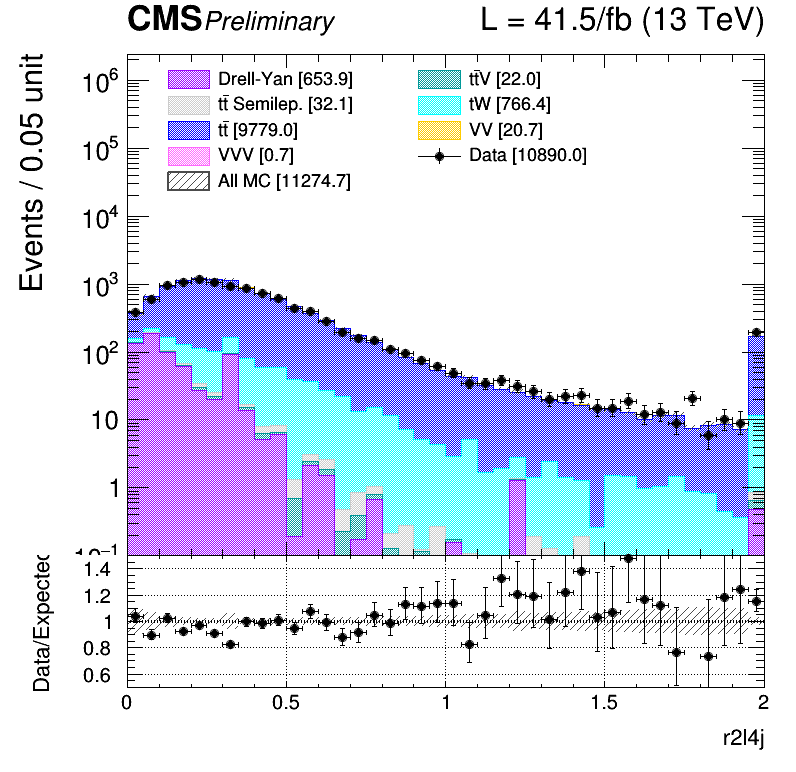 CMS Preliminary L = 41.5/fb (13 TeV)
Events / 0.05 unit
10⁶
10⁵
10⁴
10³
10²
10
1
10⁻¹
Drell-Yan [653.9]
tt̄ Semilep. [32.1]
tt̄ [9779.0]
VVV [0.7]
All MC [11274.7]
tt̄V [22.0]
tW [766.4]
VV [20.7]
Data [10890.0]
Data/Expected
1.4
1.2
1
0.8
0.6
0 0.5 1 1.5 2
r2l4j